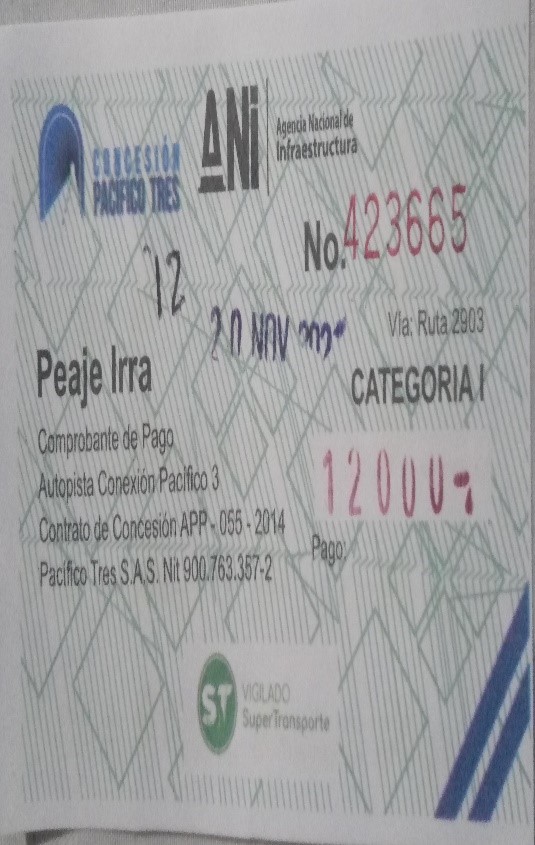 CONCESIÓN
PACIFICO TRES
ANi
Agencia Nacional de
Infraestructura
No. 423665
12
20 NOV
Vía: Ruta 2903
Peaje Irra
CATEGORIA I
Comprobante de Pago
Autopista Conexión Pacífico 3
12000-
Contrato de Concesión APP - 055 - 2014
Pago:
Pacífico Tres S.A.S. Nit 900.763.357-2
ST
VIGILADO
SuperTransporte